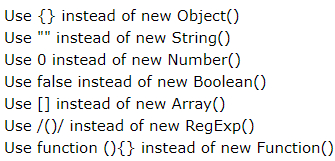 Use {} instead of new Object()
Use "" instead of new String()
Use 0 instead of new Number()
Use false instead of new Boolean()
Use [] instead of new Array()
Use /()/ instead of new RegExp()
Use function (){} instead of new Function()